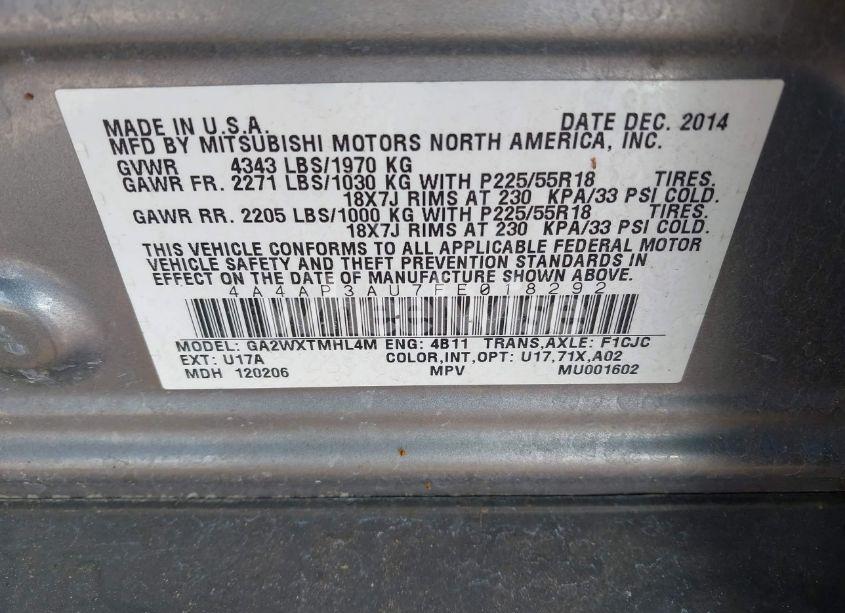 MADE IN U.S.A. DATE DEC. 2014
MFD BY MITSUBISHI MOTORS NORTH AMERICA, INC.
GVWR 4343 LBS/1970 KG
GAWR FR. 2271 LBS/1030 KG WITH P225/55R18 TIRES.
18X7J RIMS AT 230 KPA/33 PSI COLD.
GAWR RR. 2205 LBS/1000 KG WITH P225/55R18 TIRES.
18X7J RIMS AT 230 KPA/33 PSI COLD.
THIS VEHICLE CONFORMS TO ALL APPLICABLE FEDERAL MOTOR
VEHICLE SAFETY AND THEFT PREVENTION STANDARDS IN
EFFECT ON THE DATE OF MANUFACTURE SHOWN ABOVE.
4A4AP3AU7FE018292
MODEL: GA2WXTMHL4M ENG: 4B11 TRANS,AXLE: F1CJC
EXT: U17A COLOR,INT,OPT: U17,71X,A02
MDH 120206 MPV MU001602